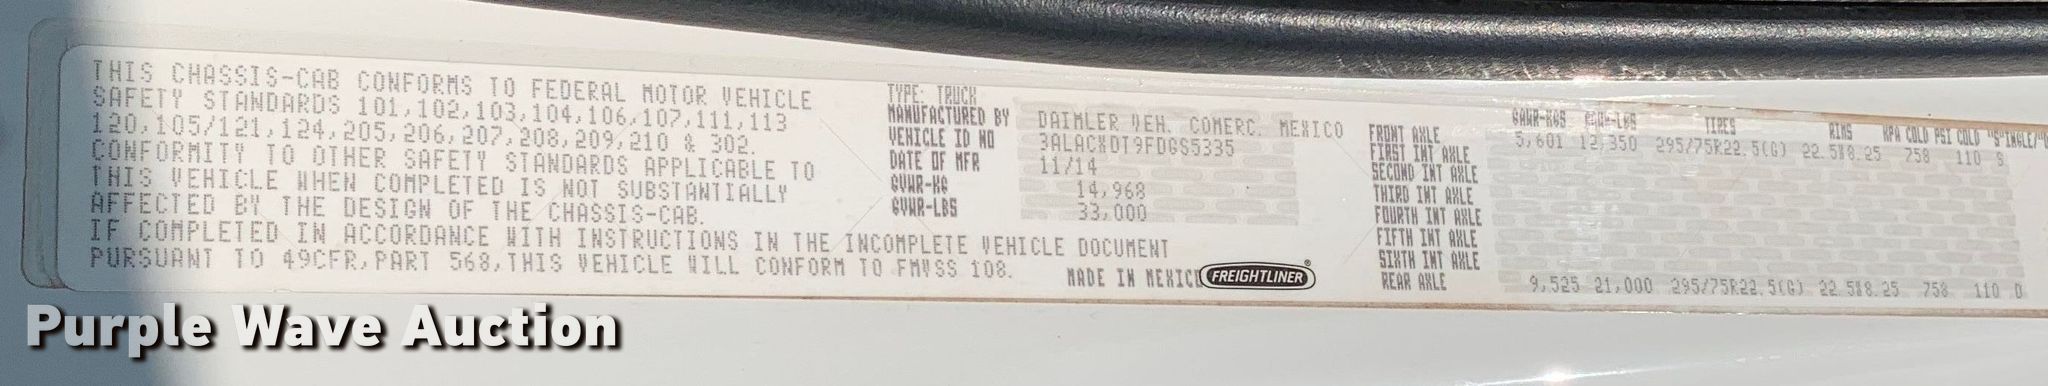 THIS CHASSIS-CAB CONFORMS TO FEDERAL MOTOR VEHICLE
SAFETY STANDARDS 101,102,103,104,106,107,111,113
120,105/121,124,205,206,207,208,209,210 & 302.
CONFORMITY TO OTHER SAFETY STANDARDS APPLICABLE TO
THIS VEHICLE WHEN COMPLETED IS NOT SUBSTANTIALLY
AFFECTED BY THE DESIGN OF THE CHASSIS-CAB.
IF COMPLETED IN ACCORDANCE WITH INSTRUCTIONS IN THE INCOMPLETE VEHICLE DOCUMENT
PURSUANT TO 49CFR,PART 568,THIS VEHICLE WILL CONFORM TO FMVSS 108.
TYPE: TRUCK
MANUFACTURED BY DAIMLER VEH. COMERC. MEXICO
VEHICLE ID NO 3ALACXDT9FDGS5335
DATE OF MFR 11/14
GVWR-KG 14,968
GVWR-LBS 33,000
MADE IN MEXICO FREIGHTLINER®
GAWR-KGS GAWR-LBS TIRES RIMS KPA COLD PSI COLD
FRONT AXLE 5,601 12,350 295/75R22.5(G) 22.5X8.25 758 110 S
FIRST INT AXLE
SECOND INT AXLE
THIRD INT AXLE
FOURTH INT AXLE
FIFTH INT AXLE
SIXTH INT AXLE
REAR AXLE 9,525 21,000 295/75R22.5(G) 22.5X8.25 758 110 D
Purple Wave Auction